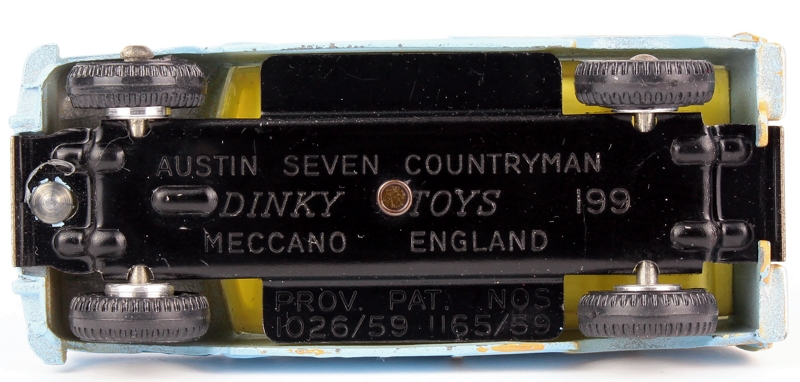 AUSTIN SEVEN COUNTRYMAN
DINKY TOYS 199
MECCANO ENGLAND
PROV. PAT. NOS
1026/59 1165/59